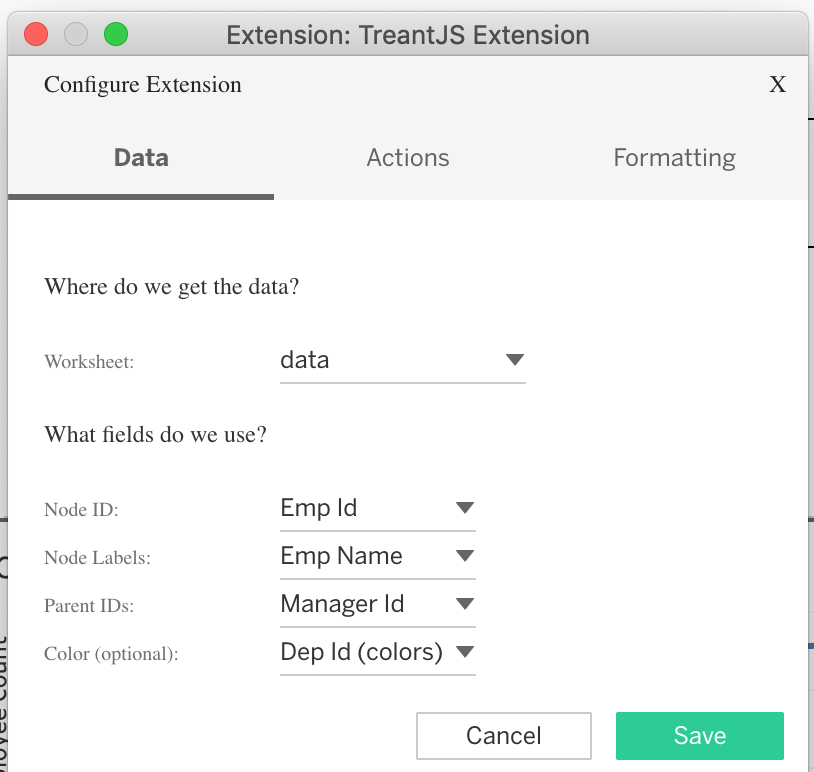 Extension: TreantJS Extension
Configure Extension X
Data Actions Formatting
Where do we get the data?
Worksheet: data
What fields do we use?
Node ID: Emp Id
Node Labels: Emp Name
Parent IDs: Manager Id
Color (optional): Dep Id (colors)
Cancel Save